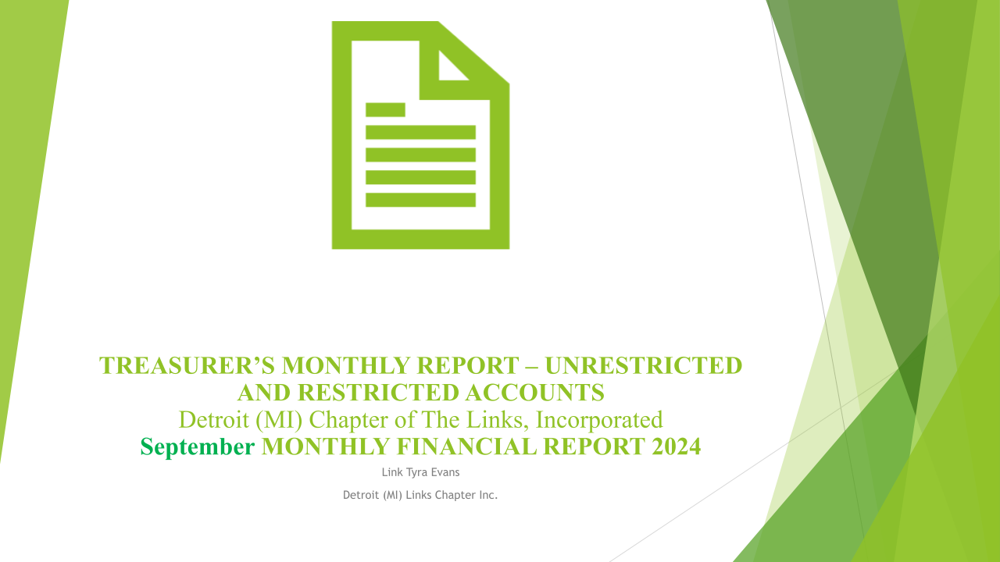 TREASURER’S MONTHLY REPORT – UNRESTRICTED
AND RESTRICTED ACCOUNTS
Detroit (MI) Chapter of The Links, Incorporated
September MONTHLY FINANCIAL REPORT 2024
Link Tyra Evans
Detroit (MI) Links Chapter Inc.